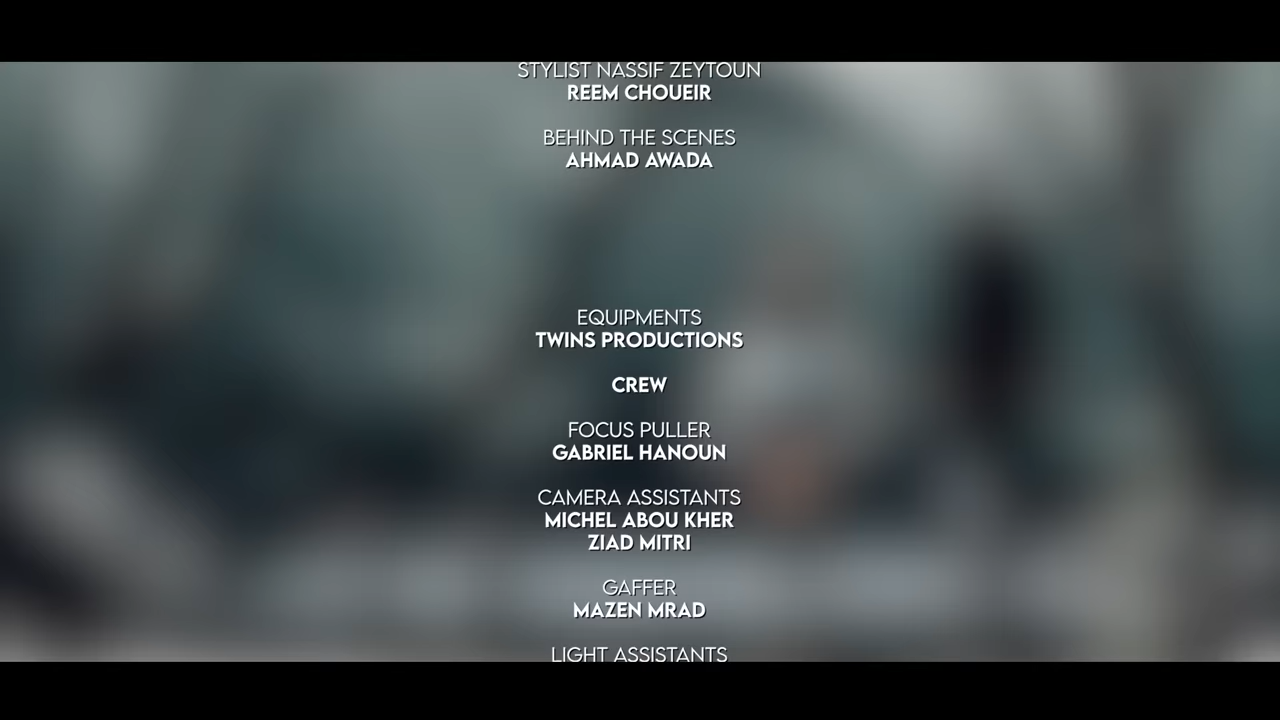 STYLIST NASSIF ZEYTOUN
REEM CHOUEIR
BEHIND THE SCENES
AHMAD AWADA
EQUIPMENTS
TWINS PRODUCTIONS
CREW
FOCUS PULLER
GABRIEL HANOUN
CAMERA ASSISTANTS
MICHEL ABOU KHER
ZIAD MITRI
GAFFER
MAZEN MRAD
LIGHT ASSISTANTS